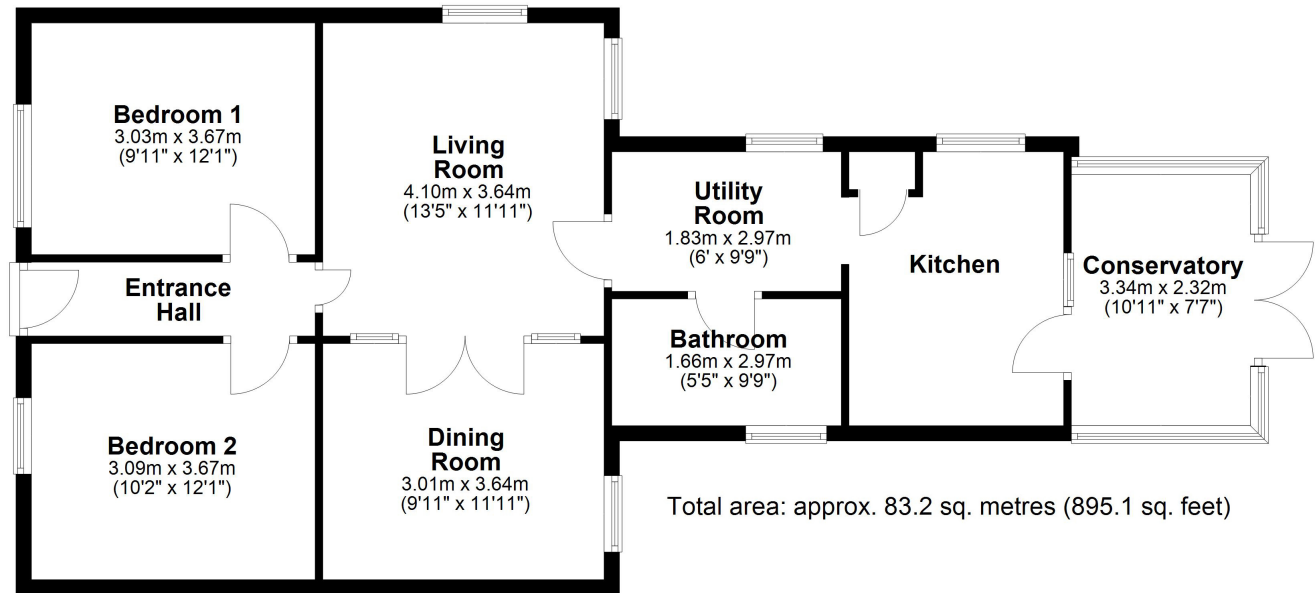 Bedroom 1
3.03m x 3.67m
(9'11" x 12'1")
Living
Room
4.10m x 3.64m
(13'5" x 11'11")
Utility
Room
1.83m x 2.97m
(6' x 9'9")
Kitchen
Conservatory
3.34m x 2.32m
(10'11" x 7'7")
Entrance
Hall
Bathroom
1.66m x 2.97m
(5'5" x 9'9")
Bedroom 2
3.09m x 3.67m
(10'2" x 12'1")
Dining
Room
3.01m x 3.64m
(9'11" x 11'11")
Total area: approx. 83.2 sq. metres (895.1 sq. feet)